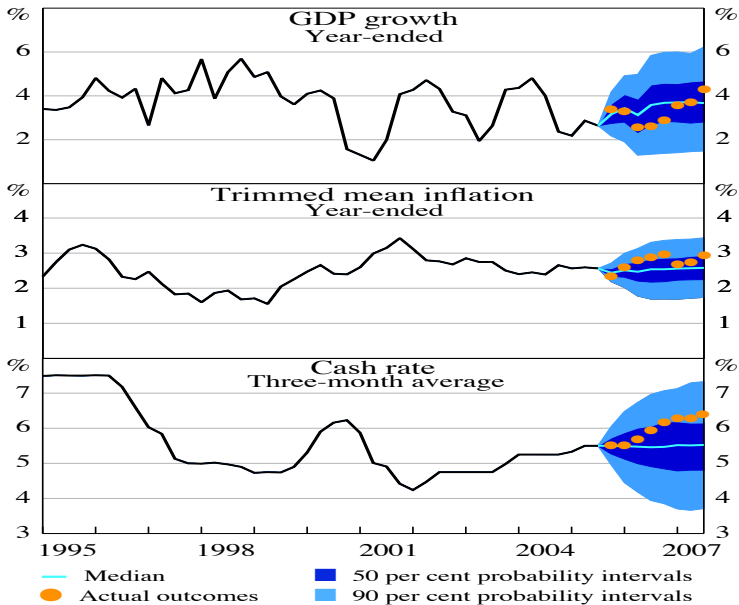 % GDP growth %
Year-ended
6 6
4 4
2 2
% Trimmed mean inflation %
Year-ended
4 4
3 3
2 2
1 1
% Cash rate %
Three-month average
7 7
6 6
5 5
4 4
3 3
1995 1998 2001 2004 2007
Median 50 per cent probability intervals
Actual outcomes 90 per cent probability intervals